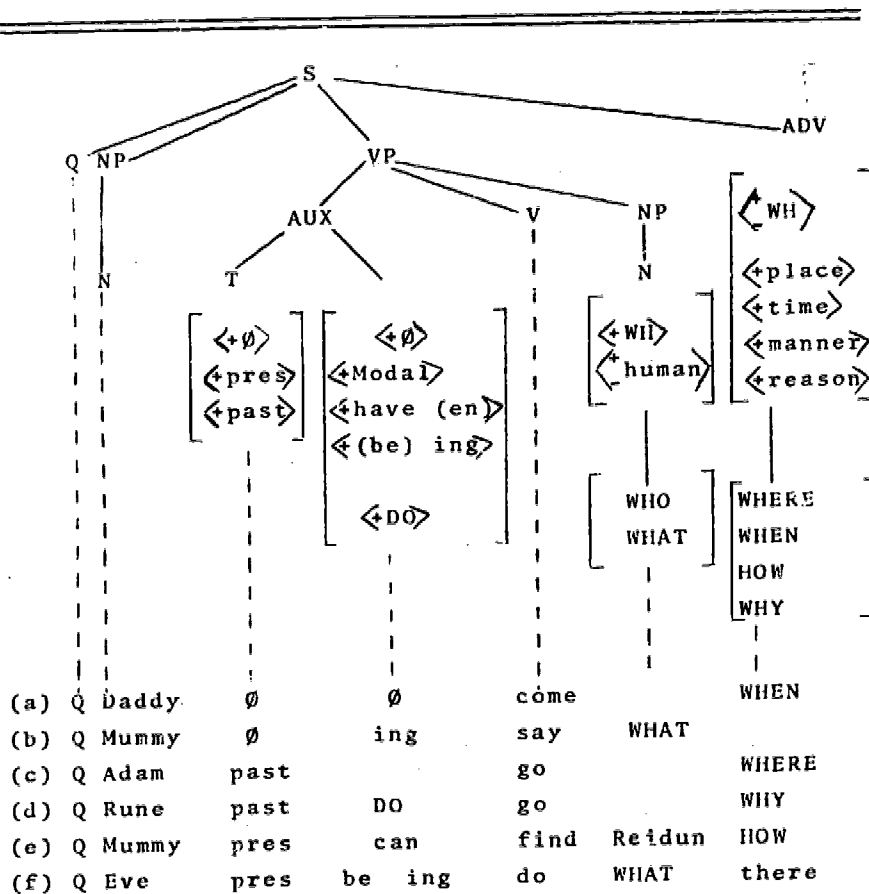 S
ADV
Q NP VP
<± WH>
AUX V NP
N T N
<+place>
<+Ø> <+Ø> <+WH> <+time>
<+pres> <+Modal> <± human> <+manner>
<+past> <+have (en)> <+reason>
<+(be) ing>
WHO WHERE
<+DO>
WHAT WHEN
HOW
WHY
(a) Q Daddy Ø Ø come WHEN
(b) Q Mummy Ø ing say WHAT
(c) Q Adam past go WHERE
(d) Q Rune past DO go WHY
(e) Q Mummy pres can find Reidun HOW
(f) Q Eve pres be ing do WHAT there